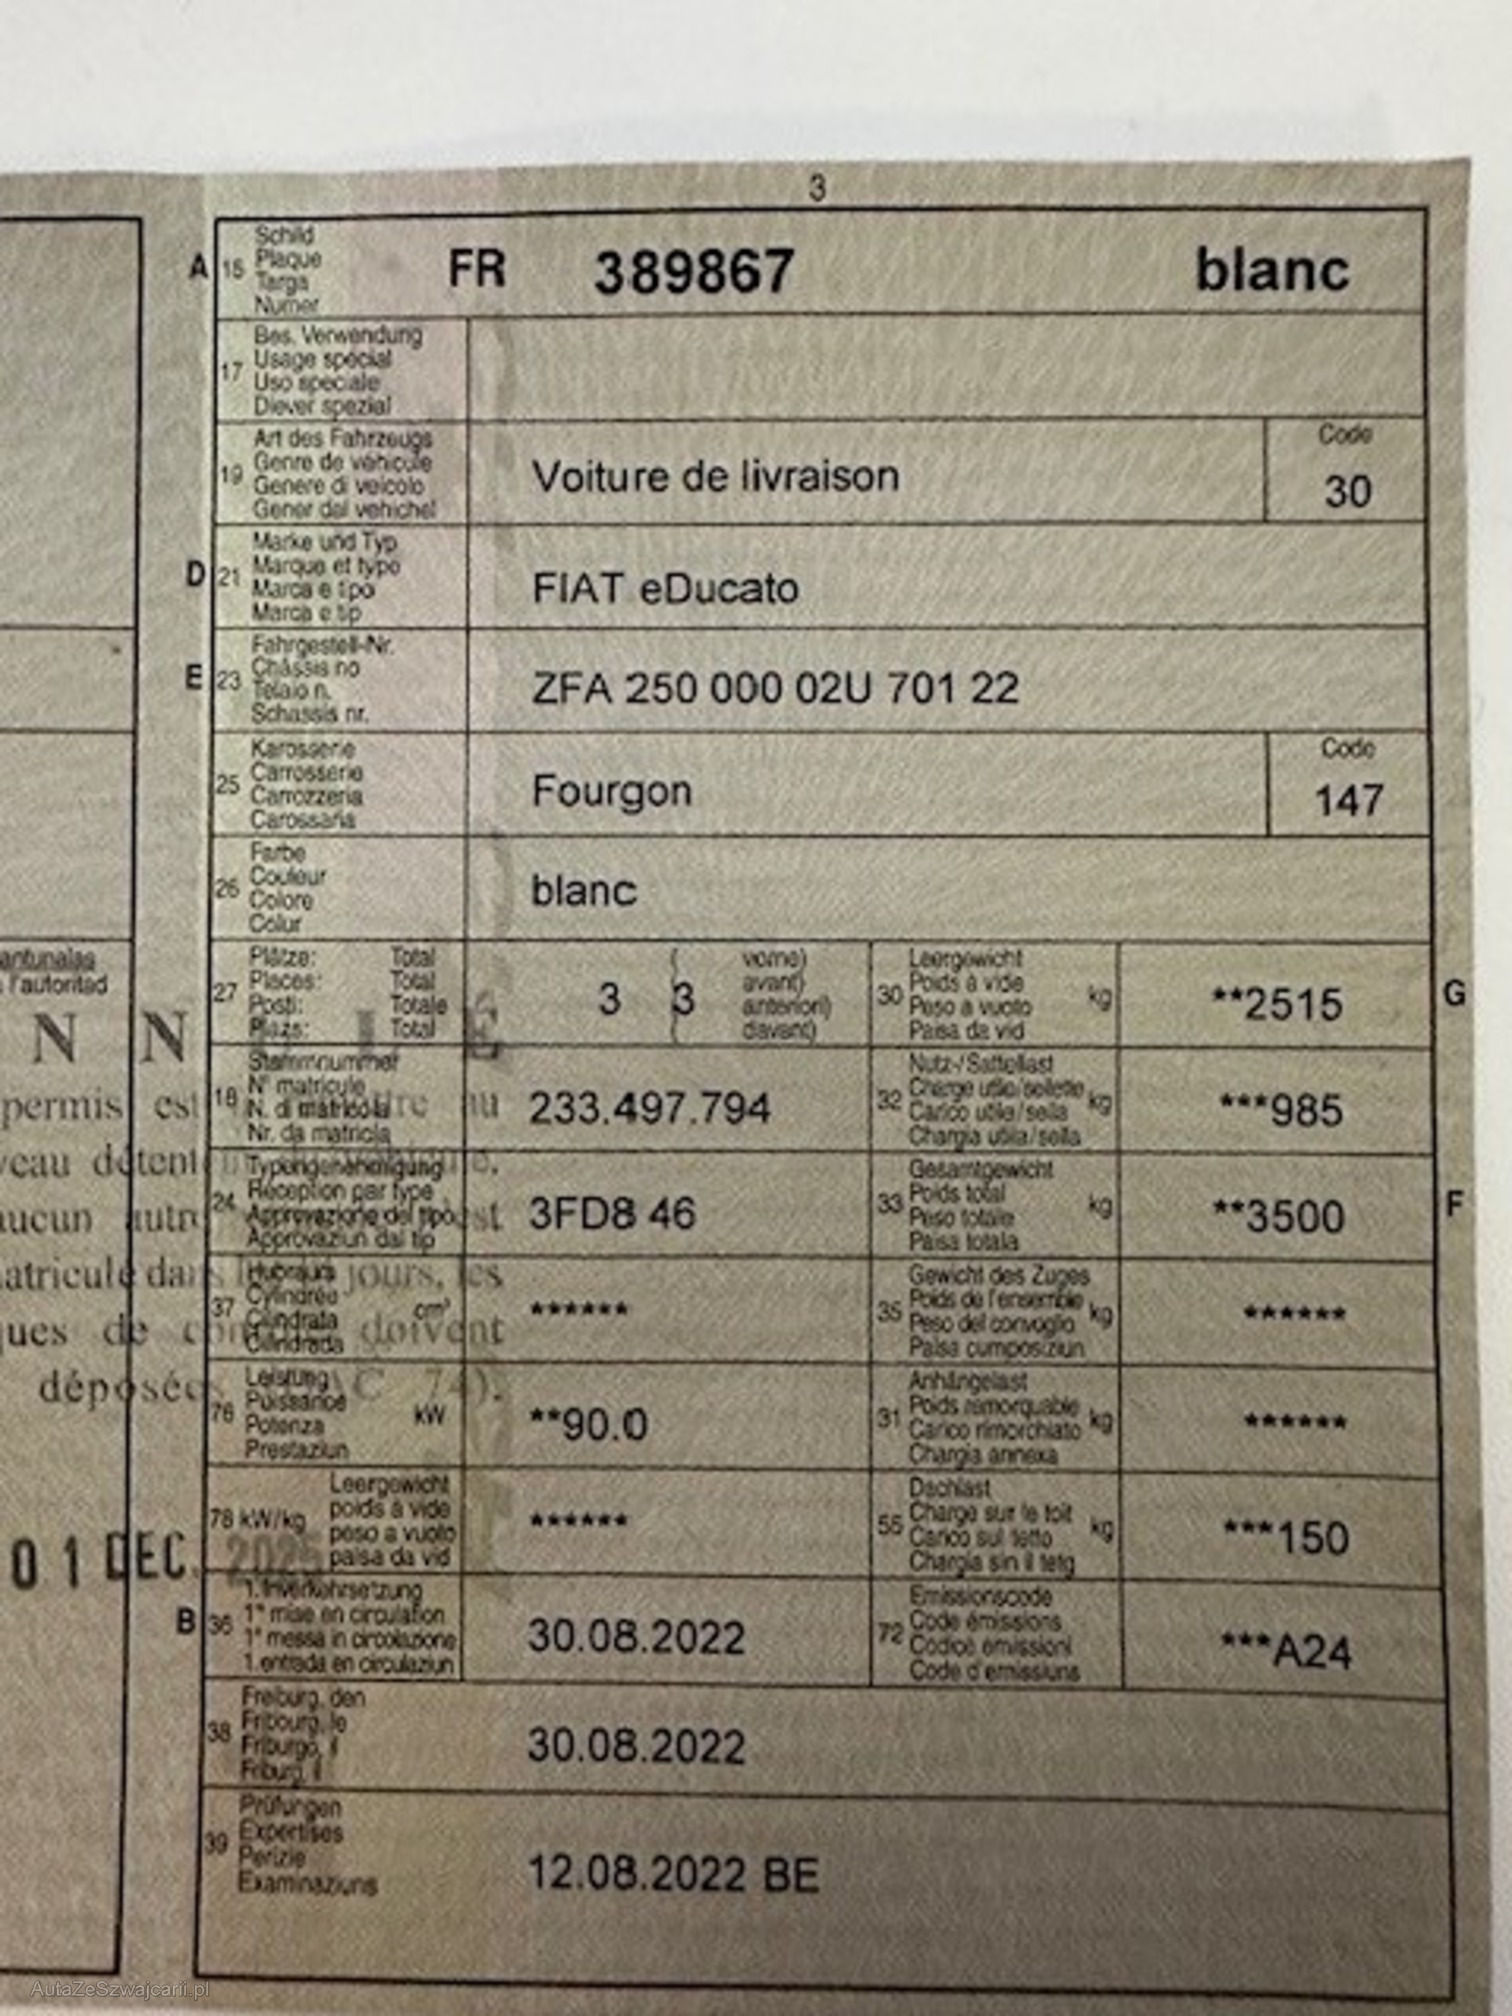 3
A 15 Schild
Plaque
Targa
Numer
FR 389867 blanc
17 Bes. Verwendung
Usage spécial
Uso speciale
Diever spezial
19 Art des Fahrzeugs
Genre de véhicule
Genere di veicolo
Gener dal vehichel
Voiture de livraison
Code
30
D 21 Marke und Typ
Marque et type
Marca e tipo
Marca e tip
FIAT eDucato
E 23 Fahrgestell-Nr.
Châssis no
Telaio n.
Schassis nr.
ZFA 250 000 02U 701 22
25 Karosserie
Carrosserie
Carrozzeria
Carossaria
Fourgon
Code
147
26 Farbe
Couleur
Colore
Colur
blanc
27 Plätze: Total
Places: Total
Posti: Totale
Plazs: Total
3 3
( vorne)
avant)
anteriori)
( davant)
30 Leergewicht
Poids à vide
Peso a vuoto
Paisa da vid
kg
**2515
G
18 Stammnummer
N° matricule
N. di matricola
Nr. da matricla
233.497.794
32 Nutz-/Sattellast
Charge utile/sellette
Carico utile/sella
Chargia utila/sella
kg
***985
24 Typengenehmigung
Réception par type
Approvazione del tipo
Approvaziun dal tip
3FD8 46
33 Gesamtgewicht
Poids total
Peso totale
Paisa totala
kg
**3500
F
37 Hubraum
Cylindrée
Cilindrata
Cilindrada
cm³
******
35 Gewicht des Zuges
Poids de l'ensemble
Peso del convoglio
Paisa cumposiziun
kg
******
76 Leistung
Puissance
Potenza
Prestaziun
kW
**90.0
31 Anhängelast
Poids remorquable
Carico rimorchiato
Chargia annexa
kg
******
78 kW/kg
Leergewicht
poids à vide
peso a vuoto
paisa da vid
******
55 Dachlast
Charge sur le toit
Carico sul tetto
Chargia sin il tetg
kg
***150
B 36 1. Inverkehrsetzung
1re mise en circulation
1a messa in circolazione
1. entrada en circulaziun
30.08.2022
72 Emissionscode
Code émissions
Codice emissioni
Code d'emissiuns
***A24
38 Freiburg, den
Fribourg, le
Friburgo, il
Friburg, il
30.08.2022
39 Prüfungen
Expertises
Perizie
Examinaziuns
12.08.2022 BE
antunalas
l'autoritad
N N
permis est
veau détent
aucun autre
atricule dans jours, les
ques de doivent
déposées 74).
01 DEC. 2025
AutaZeSzwajcarii.pl